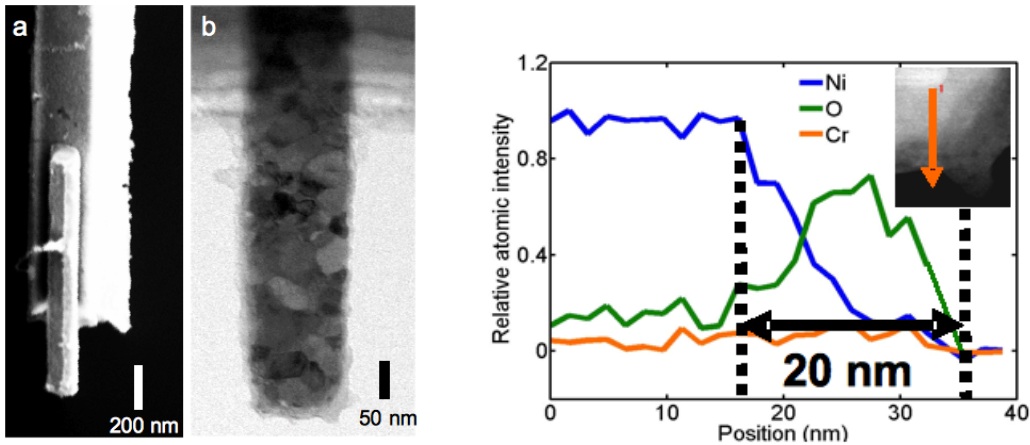 a
b
200 nm
50 nm
1.2
0.8
0.4
0
Relative atomic intensity
Ni
O
Cr
20 nm
0
10
20
30
40
Position (nm)